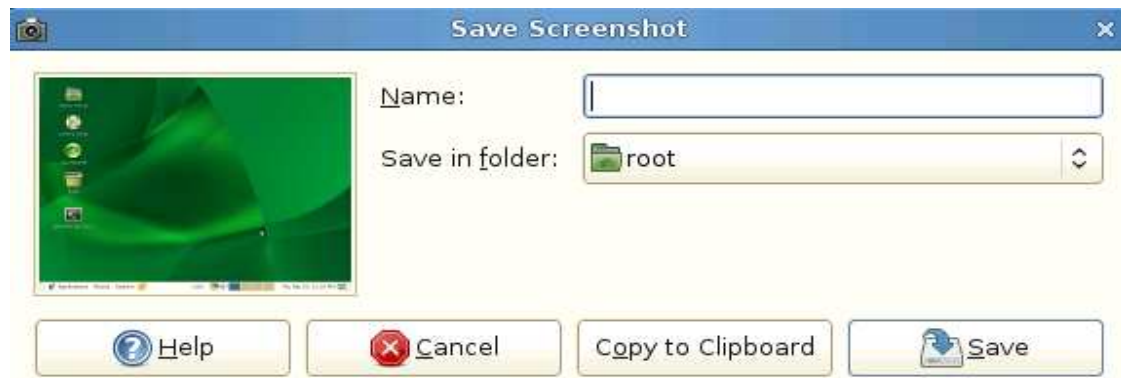 Save Screenshot
Name:
Save in folder:
root
Help
Cancel
Copy to Clipboard
Save